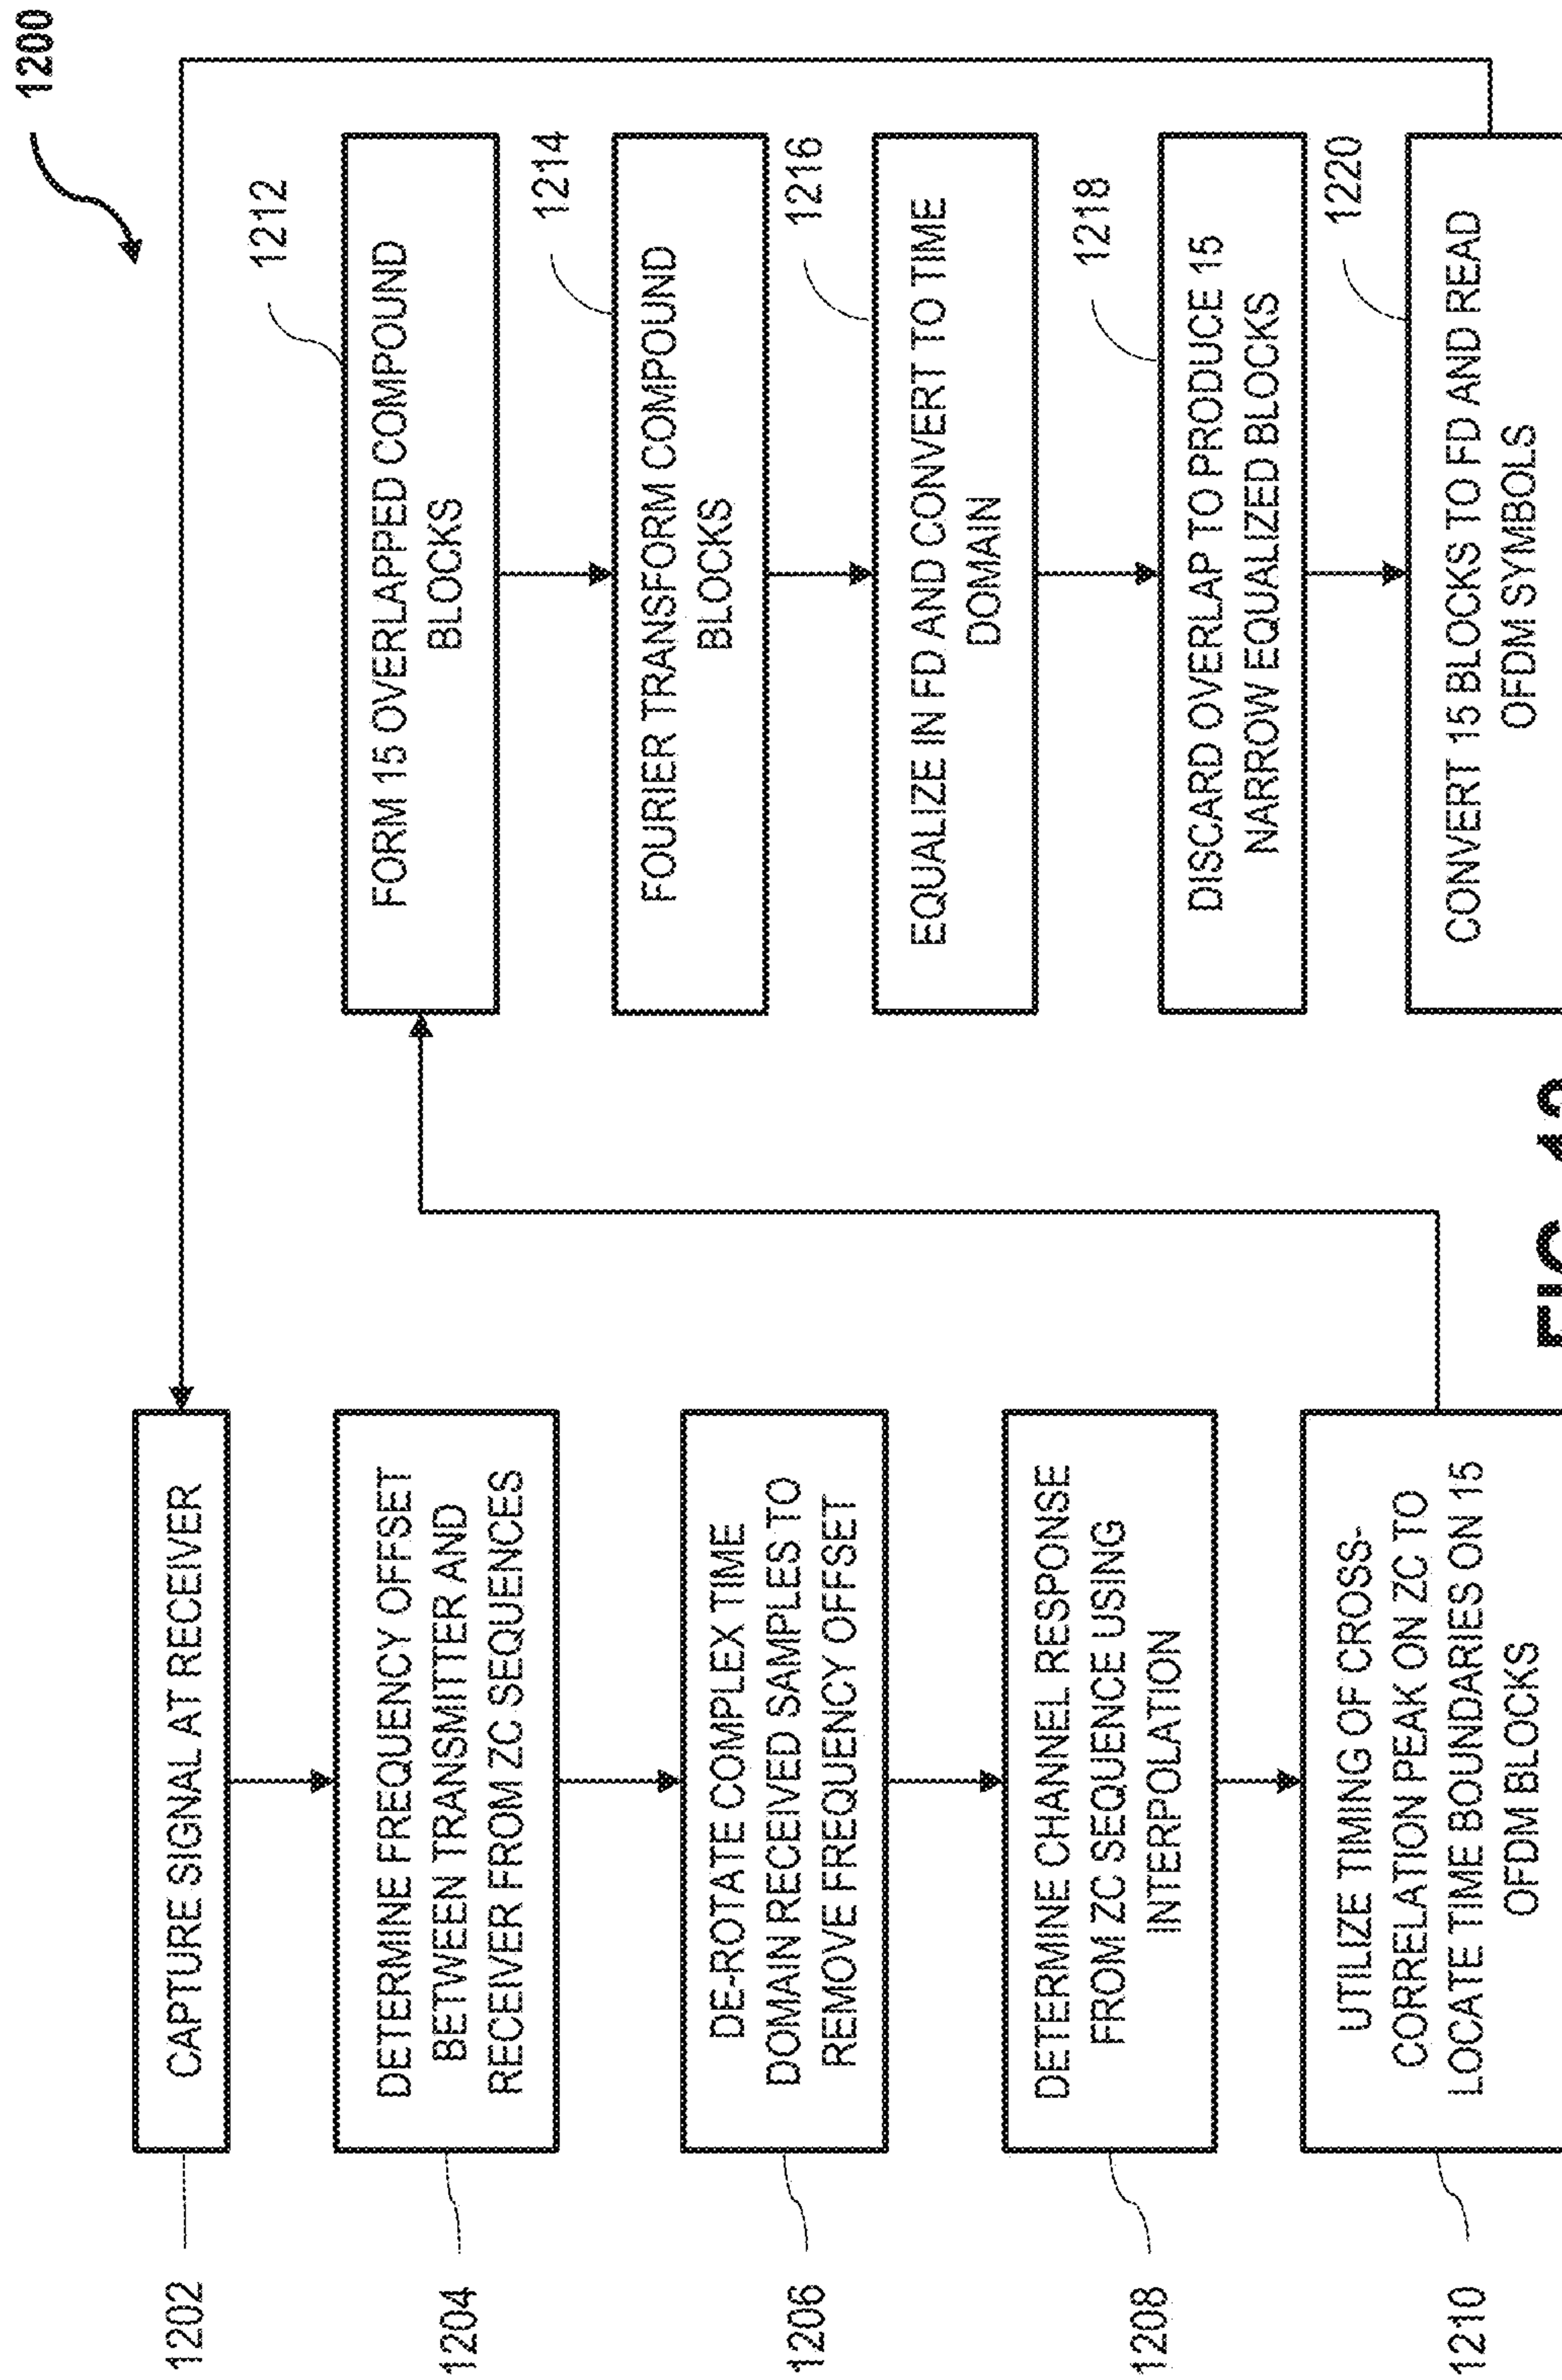 1200
1202
CAPTURE SIGNAL AT RECEIVER
1204
DETERMINE FREQUENCY OFFSET
BETWEEN TRANSMITTER AND
RECEIVER FROM ZC SEQUENCES
1206
DE-ROTATE COMPLEX TIME
DOMAIN RECEIVED SAMPLES TO
REMOVE FREQUENCY OFFSET
1208
DETERMINE CHANNEL RESPONSE
FROM ZC SEQUENCE USING
INTERPOLATION
1210
UTILIZE TIMING OF CROSS-
CORRELATION PEAK ON ZC TO
LOCATE TIME BOUNDARIES ON 15
OFDM BLOCKS
1212
FORM 15 OVERLAPPED COMPOUND
BLOCKS
1214
FOURIER TRANSFORM COMPOUND
BLOCKS
1216
EQUALIZE IN FD AND CONVERT TO TIME
DOMAIN
1218
DISCARD OVERLAP TO PRODUCE 15
NARROW EQUALIZED BLOCKS
1220
CONVERT 15 BLOCKS TO FD AND READ
OFDM SYMBOLS